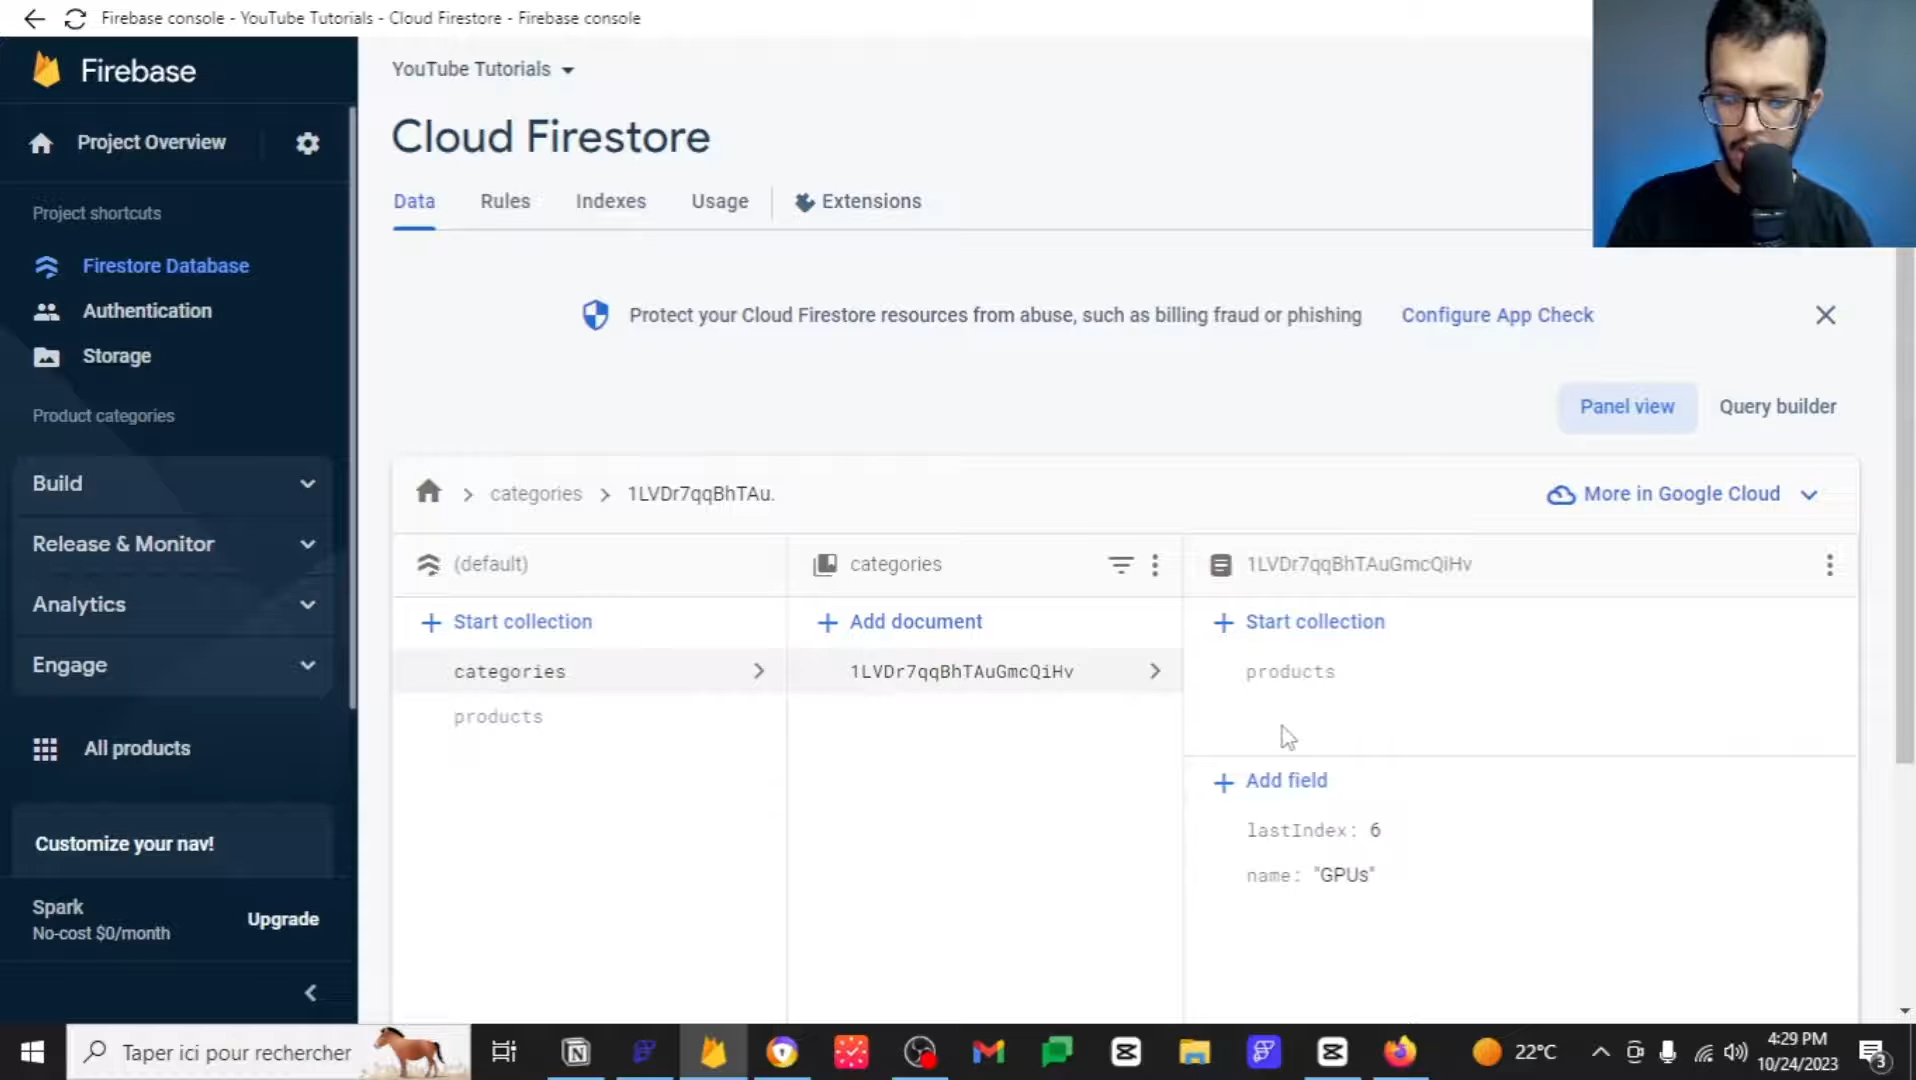 Firebase console - YouTube Tutorials - Cloud Firestore - Firebase console
Firebase
Project Overview
Project shortcuts
Firestore Database
Authentication
Storage
Product categories
Build
Release & Monitor
Analytics
Engage
All products
Customize your nav!
Spark
No-cost $0/month
Upgrade
YouTube Tutorials
Cloud Firestore
Data
Rules
Indexes
Usage
Extensions
Protect your Cloud Firestore resources from abuse, such as billing fraud or phishing
Configure App Check
Panel view
Query builder
categories
1LVDr7qqBhTAu.
More in Google Cloud
(default)
Start collection
categories
products
categories
Add document
1LVDr7qqBhTAuGmcQiHv
1LVDr7qqBhTAuGmcQiHv
Start collection
products
Add field
lastIndex: 6
name: "GPUs"
Taper ici pour rechercher
22°C
4:29 PM
10/24/2023
3